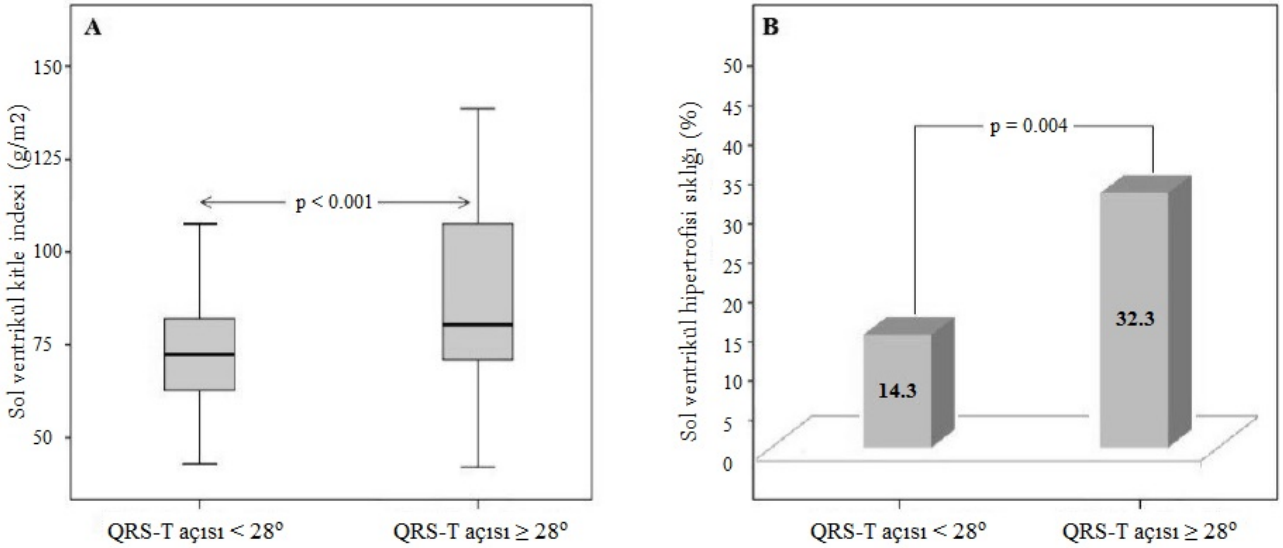 A
Sol ventrikül kitle indexi (g/m2)
150
125
100
75
50
p < 0.001
QRS-T açısı < 28°
QRS-T açısı ≥ 28°
B
Sol ventrikül hipertrofisi sıklığı (%)
50
45
40
35
30
25
20
15
10
5
0
p = 0.004
14.3
32.3
QRS-T açısı < 28°
QRS-T açısı ≥ 28°